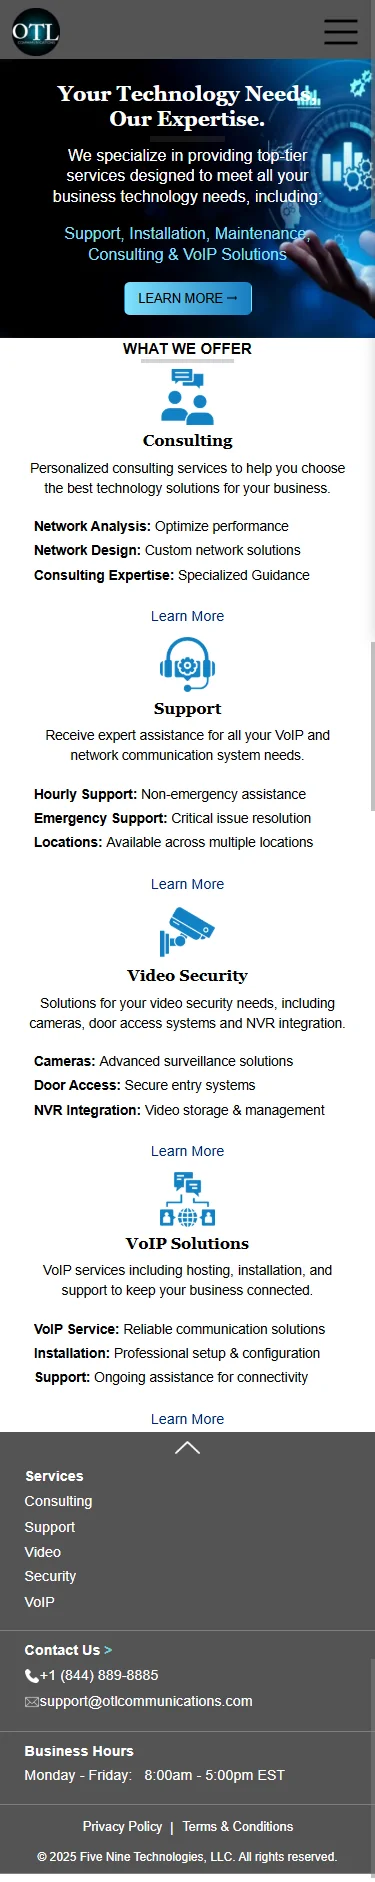 OTL
COMMUNICATIONS
Your Technology Needs,
Our Expertise.
We specialize in providing top-tier
services designed to meet all your
business technology needs, including:
Support, Installation, Maintenance,
Consulting & VoIP Solutions
LEARN MORE →
WHAT WE OFFER
Consulting
Personalized consulting services to help you choose
the best technology solutions for your business.
Network Analysis: Optimize performance
Network Design: Custom network solutions
Consulting Expertise: Specialized Guidance
Learn More
Support
Receive expert assistance for all your VoIP and
network communication system needs.
Hourly Support: Non-emergency assistance
Emergency Support: Critical issue resolution
Locations: Available across multiple locations
Learn More
Video Security
Solutions for your video security needs, including
cameras, door access systems and NVR integration.
Cameras: Advanced surveillance solutions
Door Access: Secure entry systems
NVR Integration: Video storage & management
Learn More
VoIP Solutions
VoIP services including hosting, installation, and
support to keep your business connected.
VoIP Service: Reliable communication solutions
Installation: Professional setup & configuration
Support: Ongoing assistance for connectivity
Learn More
Services
Consulting
Support
Video
Security
VoIP
Contact Us >
+1 (844) 889-8885
support@otlcommunications.com
Business Hours
Monday - Friday: 8:00am - 5:00pm EST
Privacy Policy | Terms & Conditions
© 2025 Five Nine Technologies, LLC. All rights reserved.